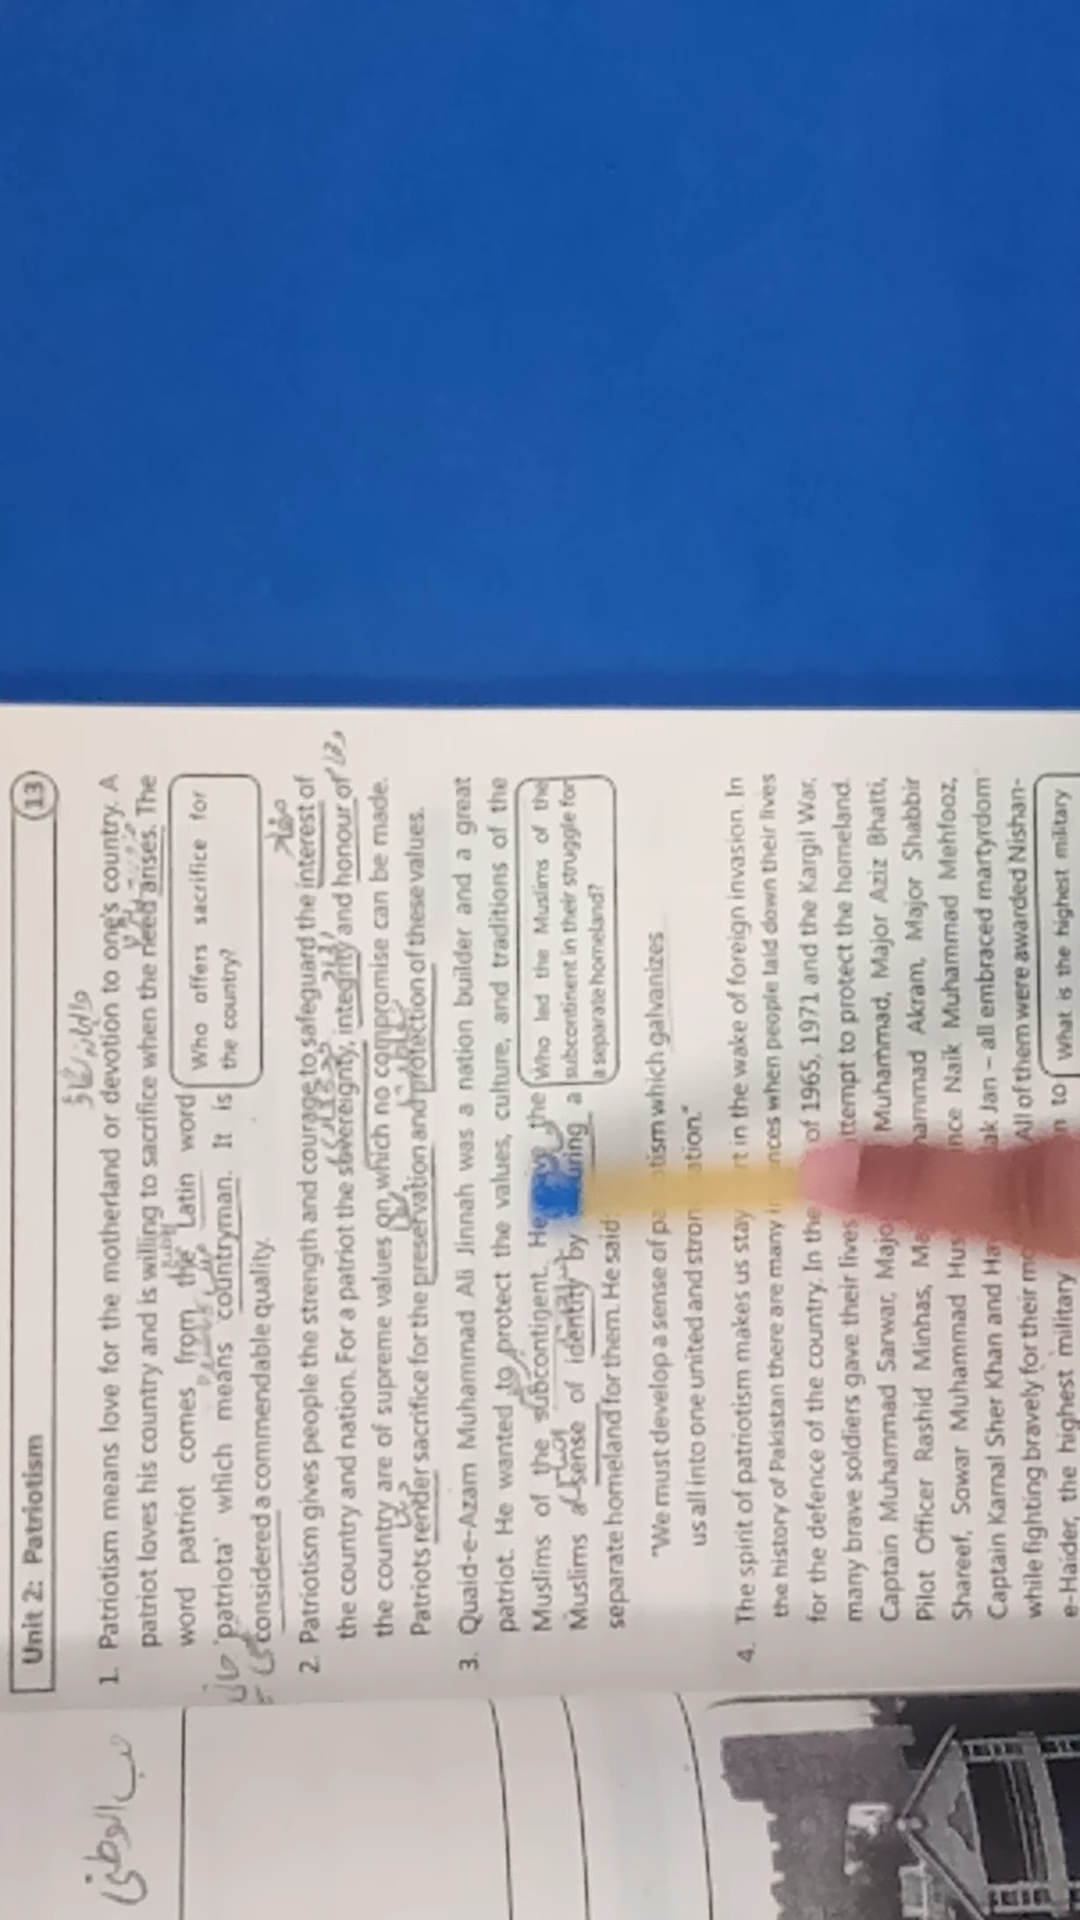 Unit 2: Patriotism
13
حب الوطنی
1. Patriotism means love for the motherland or devotion to one's country. A
patriot loves his country and is willing to sacrifice when the need arises. The
word patriot comes from the Latin word
'patriota' which means countryman. It is
considered a commendable quality.
Who offers sacrifice for
the country?
مفاد
2. Patriotism gives people the strength and courage to safeguard the interest of
the country and nation. For a patriot the sovereignty, integrity and honour of
the country are of supreme values on which no compromise can be made.
Patriots render sacrifice for the preservation and protection of these values.
3. Quaid-e-Azam Muhammad Ali Jinnah was a nation builder and a great
patriot. He wanted to protect the values, culture, and traditions of the
Muslims of the subcontigent. He the
Muslims a sense of identity by a
separate homeland for them. He said:
Who led the Muslims of the
subcontinent in their struggle for
a separate homeland?
"We must develop a sense of which galvanizes
us all into one united and
4. The spirit of patriotism makes us stay in the wake of foreign invasion. In
the history of Pakistan there are many when people laid down their lives
for the defence of the country. In the of 1965, 1971 and the Kargil War,
many brave soldiers gave their lives to protect the homeland.
Captain Muhammad Sarwar, Muhammad, Major Aziz Bhatti,
Pilot Officer Rashid Minhas, Akram, Major Shabbir
Shareef, Sowar Muhammad Naik Muhammad Mehfooz,
Captain Karnal Sher Khan and Jan – all embraced martyrdom
while fighting bravely for their All of them were awarded Nishan-
e-Haider, the highest military to
What is the highest military